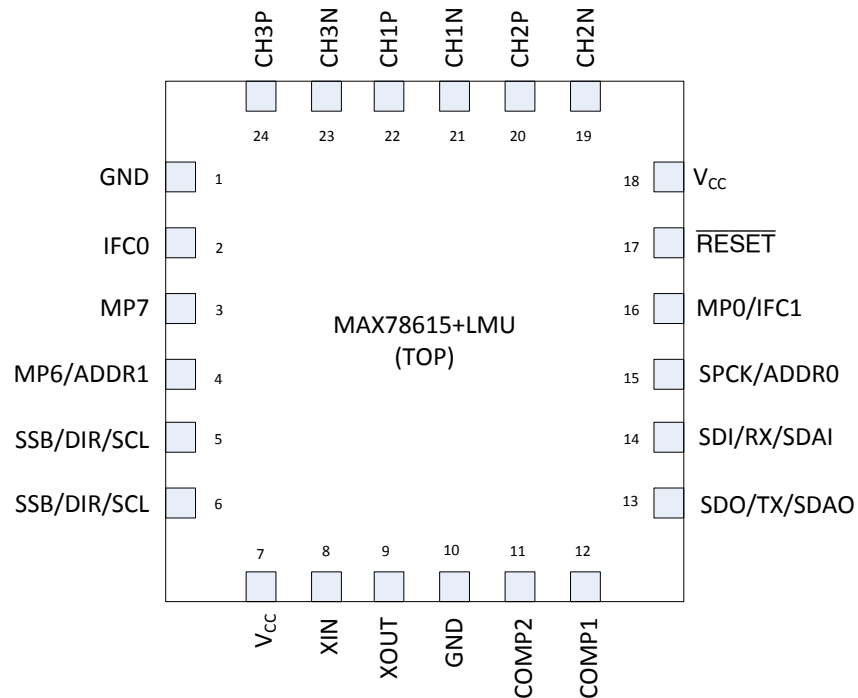 CH3P
CH3N
CH1P
CH1N
CH2P
CH2N
24
23
22
21
20
19
GND
1
18
VCC
IFC0
2
17
RESET
MP7
3
16
MP0/IFC1
MAX78615+LMU
(TOP)
MP6/ADDR1
4
15
SPCK/ADDR0
SSB/DIR/SCL
5
14
SDI/RX/SDAI
SSB/DIR/SCL
6
13
SDO/TX/SDAO
7
8
9
10
11
12
VCC
XIN
XOUT
GND
COMP2
COMP1